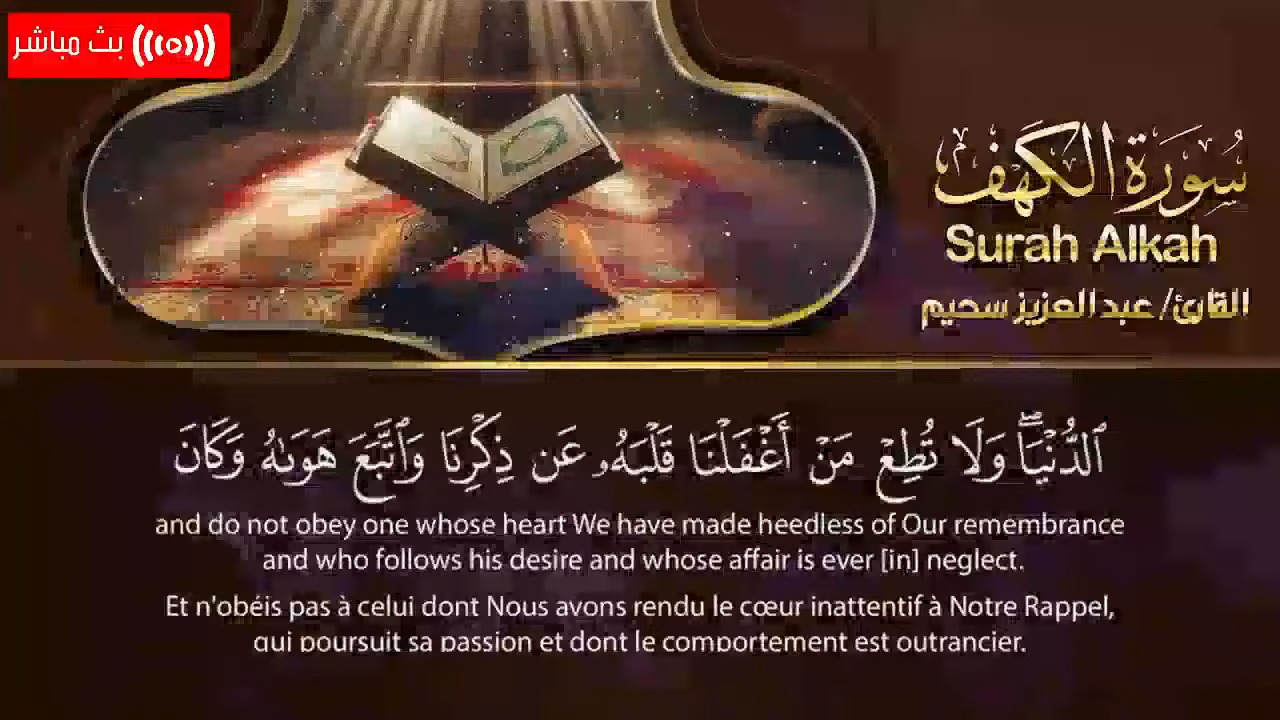 بث مباشر
سُورَة الكَهْف
Surah Alkah
القارئ/ عبد العزيز سحيم
ٱلدُّنْيَاۖ وَلَا تُطِعْ مَنْ أَغْفَلْنَا قَلْبَهُۥ عَن ذِكْرِنَا وَٱتَّبَعَ هَوَىٰهُ وَكَانَ
and do not obey one whose heart We have made heedless of Our remembrance
and who follows his desire and whose affair is ever [in] neglect.
Et n'obéis pas à celui dont Nous avons rendu le cœur inattentif à Notre Rappel,
qui poursuit sa passion et dont le comportement est outrancier.